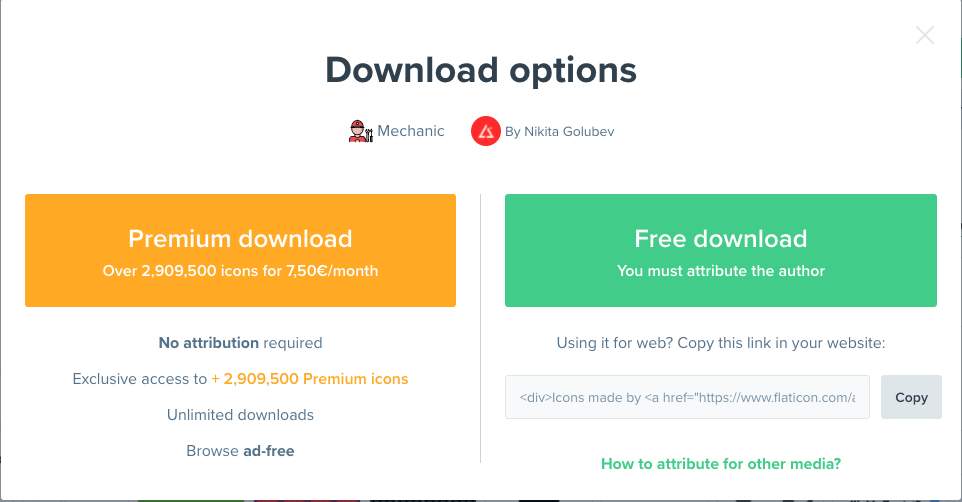 Download options
Mechanic
By Nikita Golubev
Premium download
Over 2,909,500 icons for 7,50€/month
No attribution required
Exclusive access to + 2,909,500 Premium icons
Unlimited downloads
Browse ad-free
Free download
You must attribute the author
Using it for web? Copy this link in your website:
<div>Icons made by <a href="https://www.flaticon.com/a
Copy
How to attribute for other media?